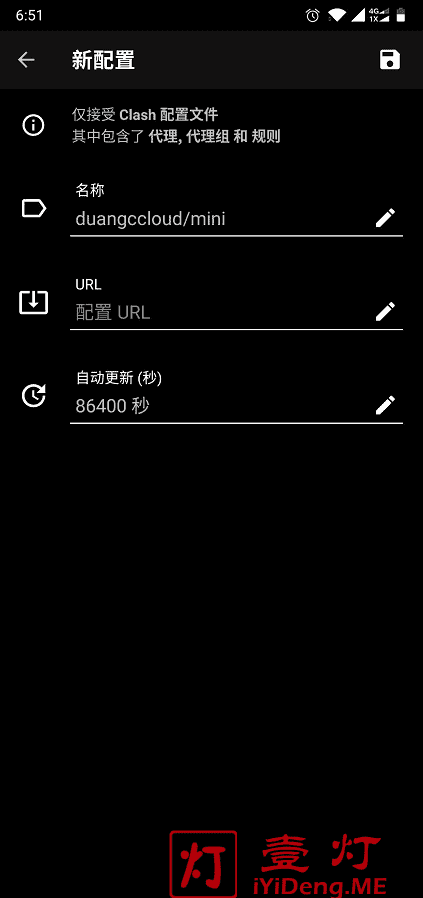 6:51
4G
1X
新配置
仅接受 Clash 配置文件
其中包含了 代理, 代理组 和 规则
名称
duangccloud/mini
URL
配置 URL
自动更新 (秒)
86400 秒
灯 壹灯
iYiDeng.ME